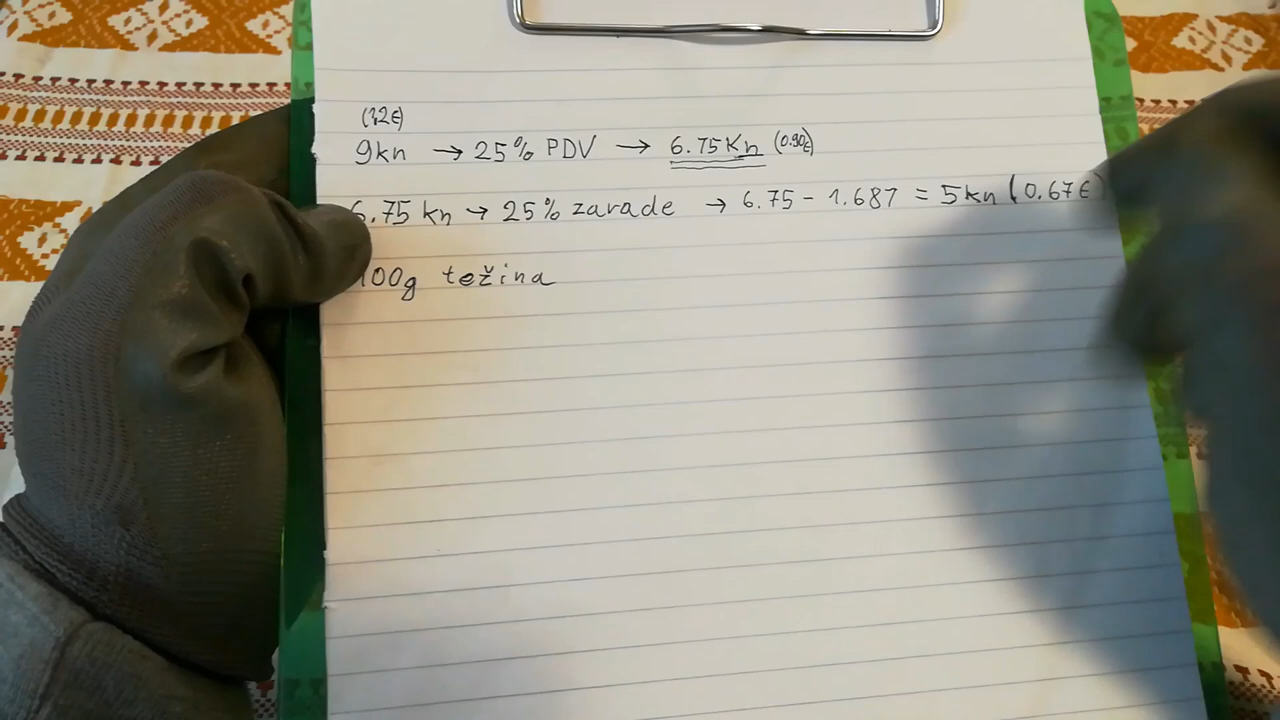 (1,2€)
9kn → 25% PDV → 6.75Kn (0.90€)
6.75 kn → 25% zarade → 6.75 - 1.687 = 5kn (0.67€)
100g težina